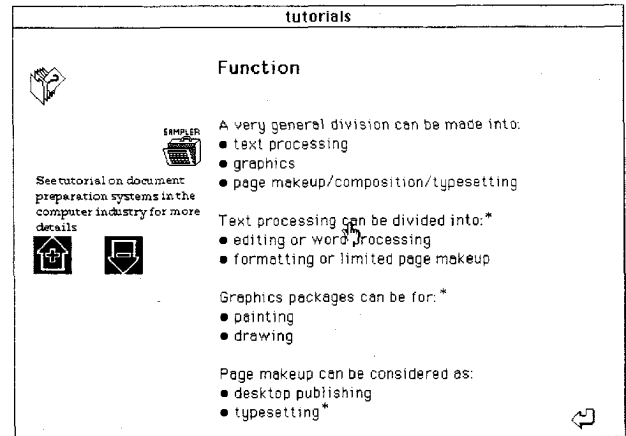 tutorials
Function
SAMPLER
See tutorial on document
preparation systems in the
computer industry for more
details
A very general division can be made into:
• text processing
• graphics
• page makeup/composition/typesetting
Text processing can be divided into:*
• editing or word processing
• formatting or limited page makeup
Graphics packages can be for:*
• painting
• drawing
Page makeup can be considered as:
• desktop publishing
• typesetting*